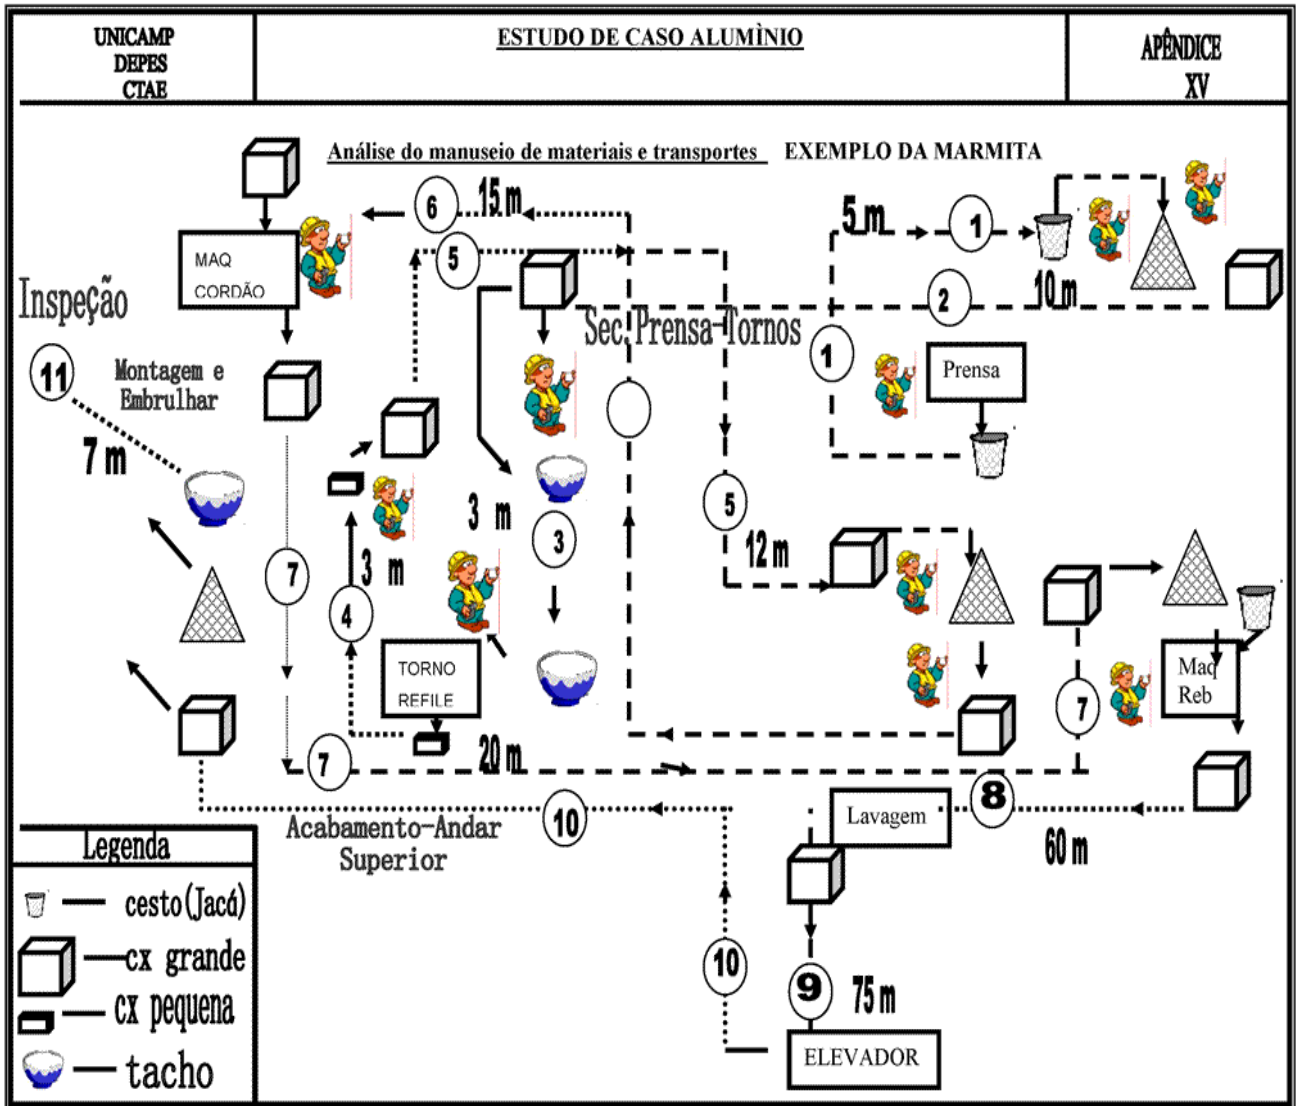 UNICAMP
DEPES
CTAE
ESTUDO DE CASO ALUMÌNIO
APÊNDICE
XV
Análise do manuseio de materiais e transportes EXEMPLO DA MARMITA
6
15 m
5
5 m
1
10 m
2
MAQ
CORDÃO
Inspeção
Sec.Prensa-Tornos
1
Prensa
11
Montagem e
Embrulhar
7 m
3 m
3
5
12 m
7
3 m
4
TORNO
REFILE
Maq
Reb
7
7
20 m
8
60 m
Lavagem
10
Acabamento-Andar
Superior
10
9
75 m
ELEVADOR
Legenda
cesto(Jacá)
cx grande
cx pequena
tacho